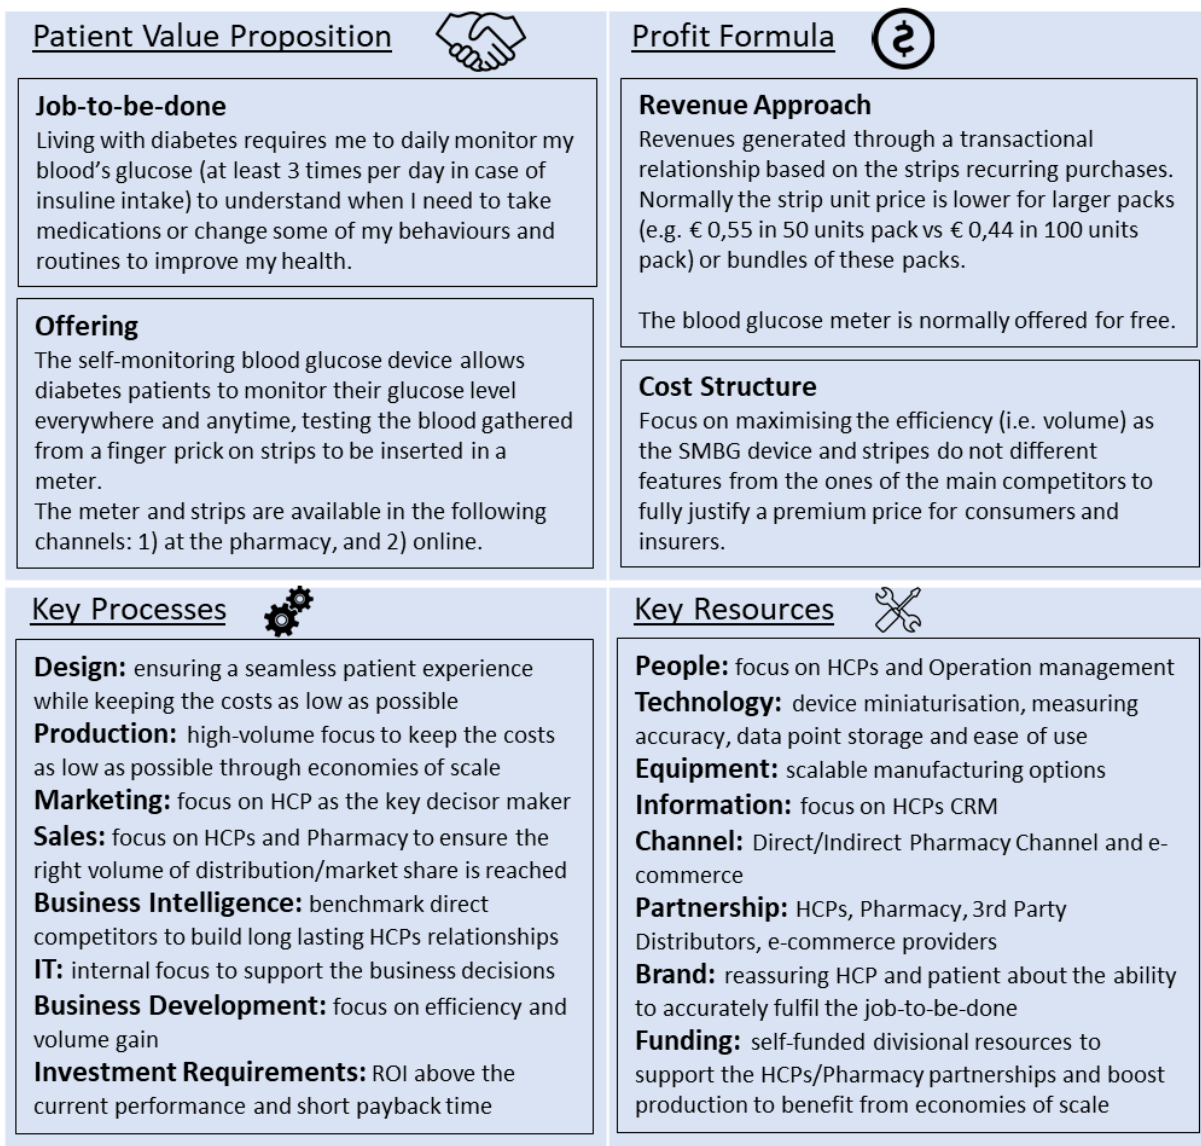 Patient Value Proposition
Job-to-be-done
Living with diabetes requires me to daily monitor my
blood's glucose (at least 3 times per day in case of
insuline intake) to understand when I need to take
medications or change some of my behaviours and
routines to improve my health.
Offering
The self-monitoring blood glucose device allows
diabetes patients to monitor their glucose level
everywhere and anytime, testing the blood gathered
from a finger prick on strips to be inserted in a
meter.
The meter and strips are available in the following
channels: 1) at the pharmacy, and 2) online.
Profit Formula
Revenue Approach
Revenues generated through a transactional
relationship based on the strips recurring purchases.
Normally the strip unit price is lower for larger packs
(e.g. € 0,55 in 50 units pack vs € 0,44 in 100 units
pack) or bundles of these packs.
The blood glucose meter is normally offered for free.
Cost Structure
Focus on maximising the efficiency (i.e. volume) as
the SMBG device and stripes do not different
features from the ones of the main competitors to
fully justify a premium price for consumers and
insurers.
Key Processes
Design: ensuring a seamless patient experience
while keeping the costs as low as possible
Production: high-volume focus to keep the costs
as low as possible through economies of scale
Marketing: focus on HCP as the key decisor maker
Sales: focus on HCPs and Pharmacy to ensure the
right volume of distribution/market share is reached
Business Intelligence: benchmark direct
competitors to build long lasting HCPs relationships
IT: internal focus to support the business decisions
Business Development: focus on efficiency and
volume gain
Investment Requirements: ROI above the
current performance and short payback time
Key Resources
People: focus on HCPs and Operation management
Technology: device miniaturisation, measuring
accuracy, data point storage and ease of use
Equipment: scalable manufacturing options
Information: focus on HCPs CRM
Channel: Direct/Indirect Pharmacy Channel and e-
commerce
Partnership: HCPs, Pharmacy, 3rd Party
Distributors, e-commerce providers
Brand: reassuring HCP and patient about the ability
to accurately fulfil the job-to-be-done
Funding: self-funded divisional resources to
support the HCPs/Pharmacy partnerships and boost
production to benefit from economies of scale